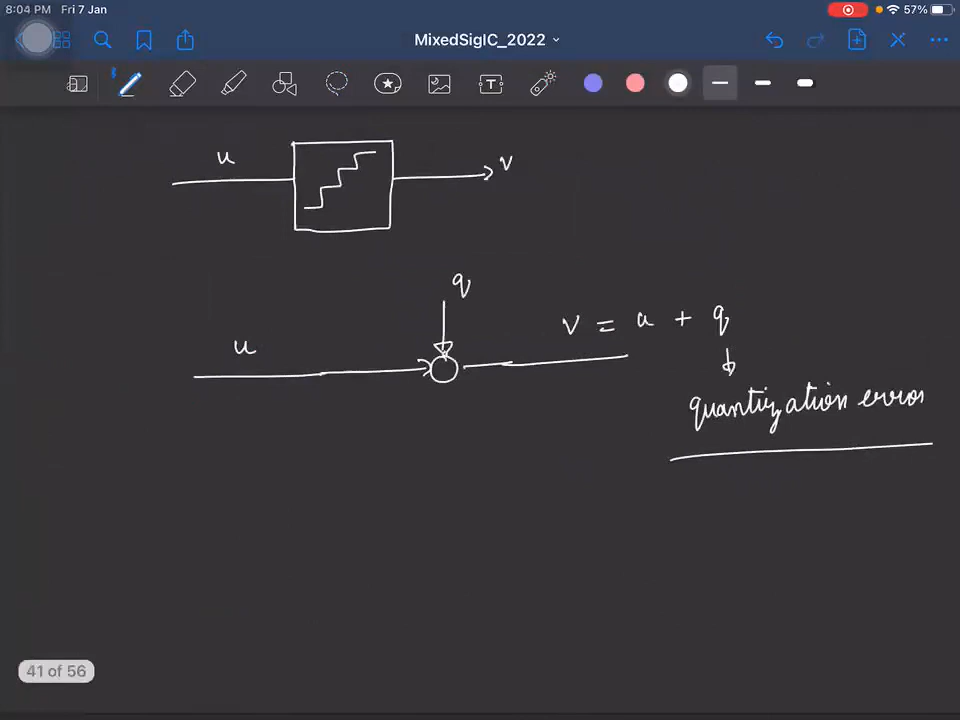 8:04 PM Fri 7 Jan
57%
MixedSigIC_2022
T
u
v
q
v = u + q
u
quantization error
41 of 56